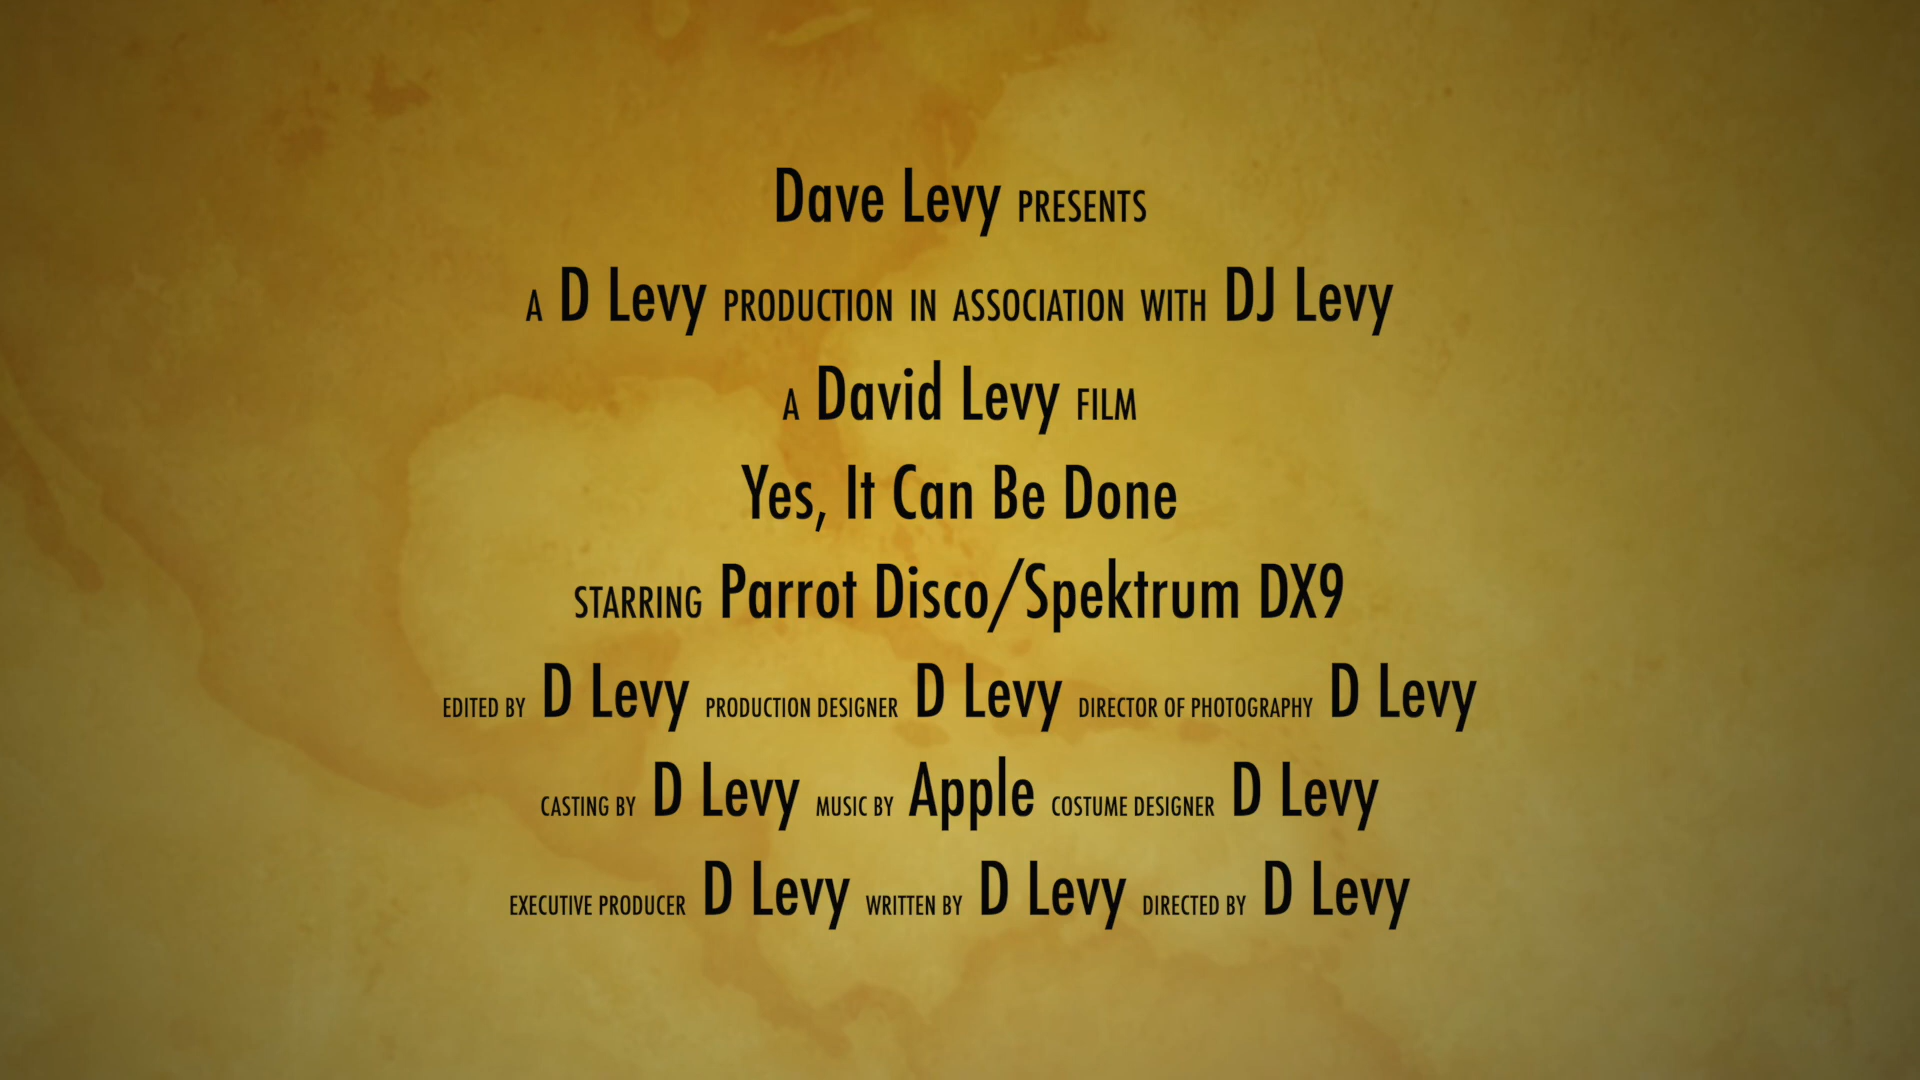 Dave Levy PRESENTS
A D Levy PRODUCTION IN ASSOCIATION WITH DJ Levy
A David Levy FILM
Yes, It Can Be Done
STARRING Parrot Disco/Spektrum DX9
EDITED BY D Levy PRODUCTION DESIGNER D Levy DIRECTOR OF PHOTOGRAPHY D Levy
CASTING BY D Levy MUSIC BY Apple COSTUME DESIGNER D Levy
EXECUTIVE PRODUCER D Levy WRITTEN BY D Levy DIRECTED BY D Levy